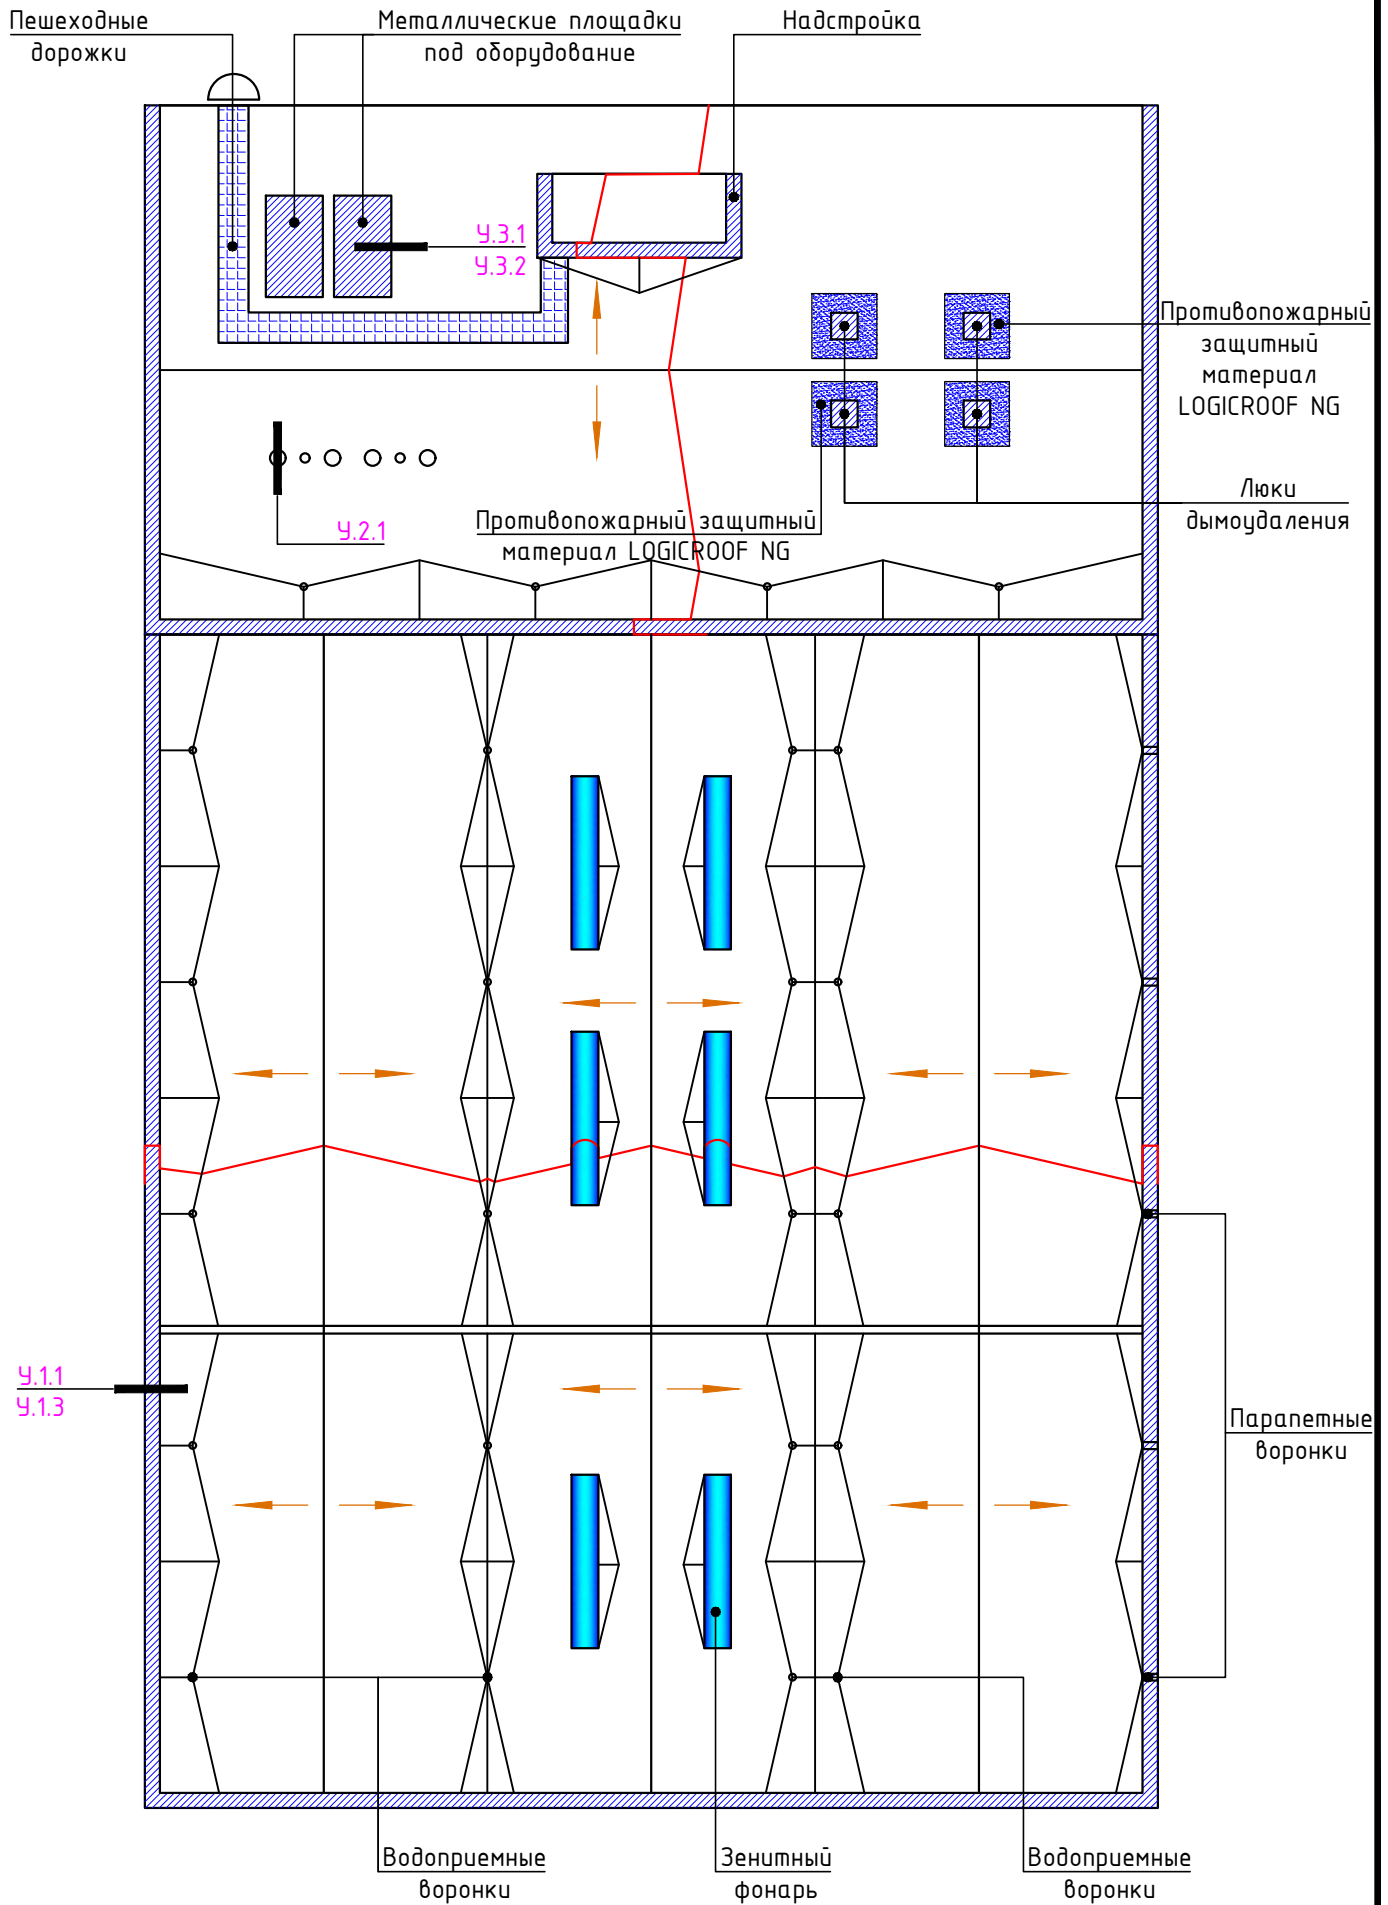 Пешеходные
дорожки
Металлические площадки
под оборудование
Надстройка
У.3.1
У.3.2
Противопожарный
защитный
материал
LOGICROOF NG
Люки
дымоудаления
У.2.1
Противопожарный защитный
материал LOGICROOF NG
У.1.1
У.1.3
Парапетные
воронки
Водоприемные
воронки
Зенитный
фонарь
Водоприемные
воронки